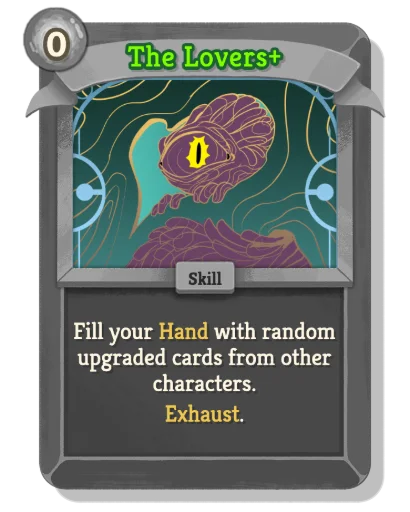 0
The Lovers+
Skill
Fill your Hand with random
upgraded cards from other
characters.
Exhaust.